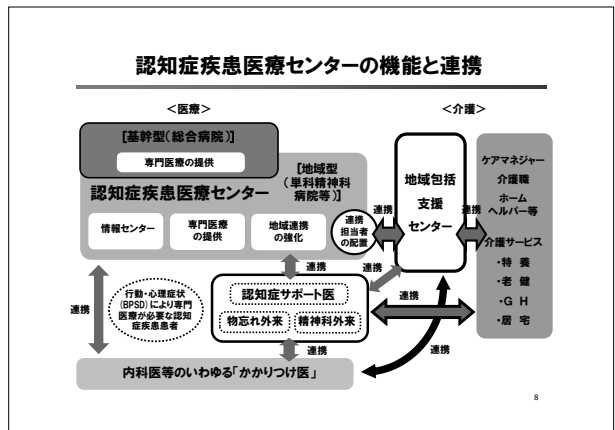 認知症疾患医療センターの機能と連携
＜医療＞
＜介護＞
[基幹型(総合病院)]
専門医療の提供
[地域型
(単科精神科
病院等)]
認知症疾患医療センター
情報センター
専門医療
の提供
地域連携
の強化
連携
担当者
の配置
連携
地域包括
支援
センター
連携
ケアマネジャー
介護職
ホーム
ヘルパー等
介護サービス
・特 養
・老 健
・G H
・居 宅
連携
行動・心理症状
(BPSD)により専門
医療が必要な認知
症疾患患者
連携
連携
認知症サポート医
物忘れ外来
精神科外来
連携
連携
連携
内科医等のいわゆる「かかりつけ医」
8